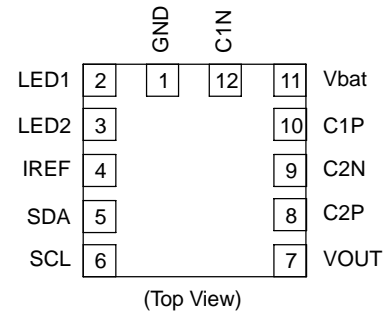 GND C1N
LED1 2 1 12 11 Vbat
LED2 3 10 C1P
IREF 4 9 C2N
SDA 5 8 C2P
SCL 6 7 VOUT
(Top View)